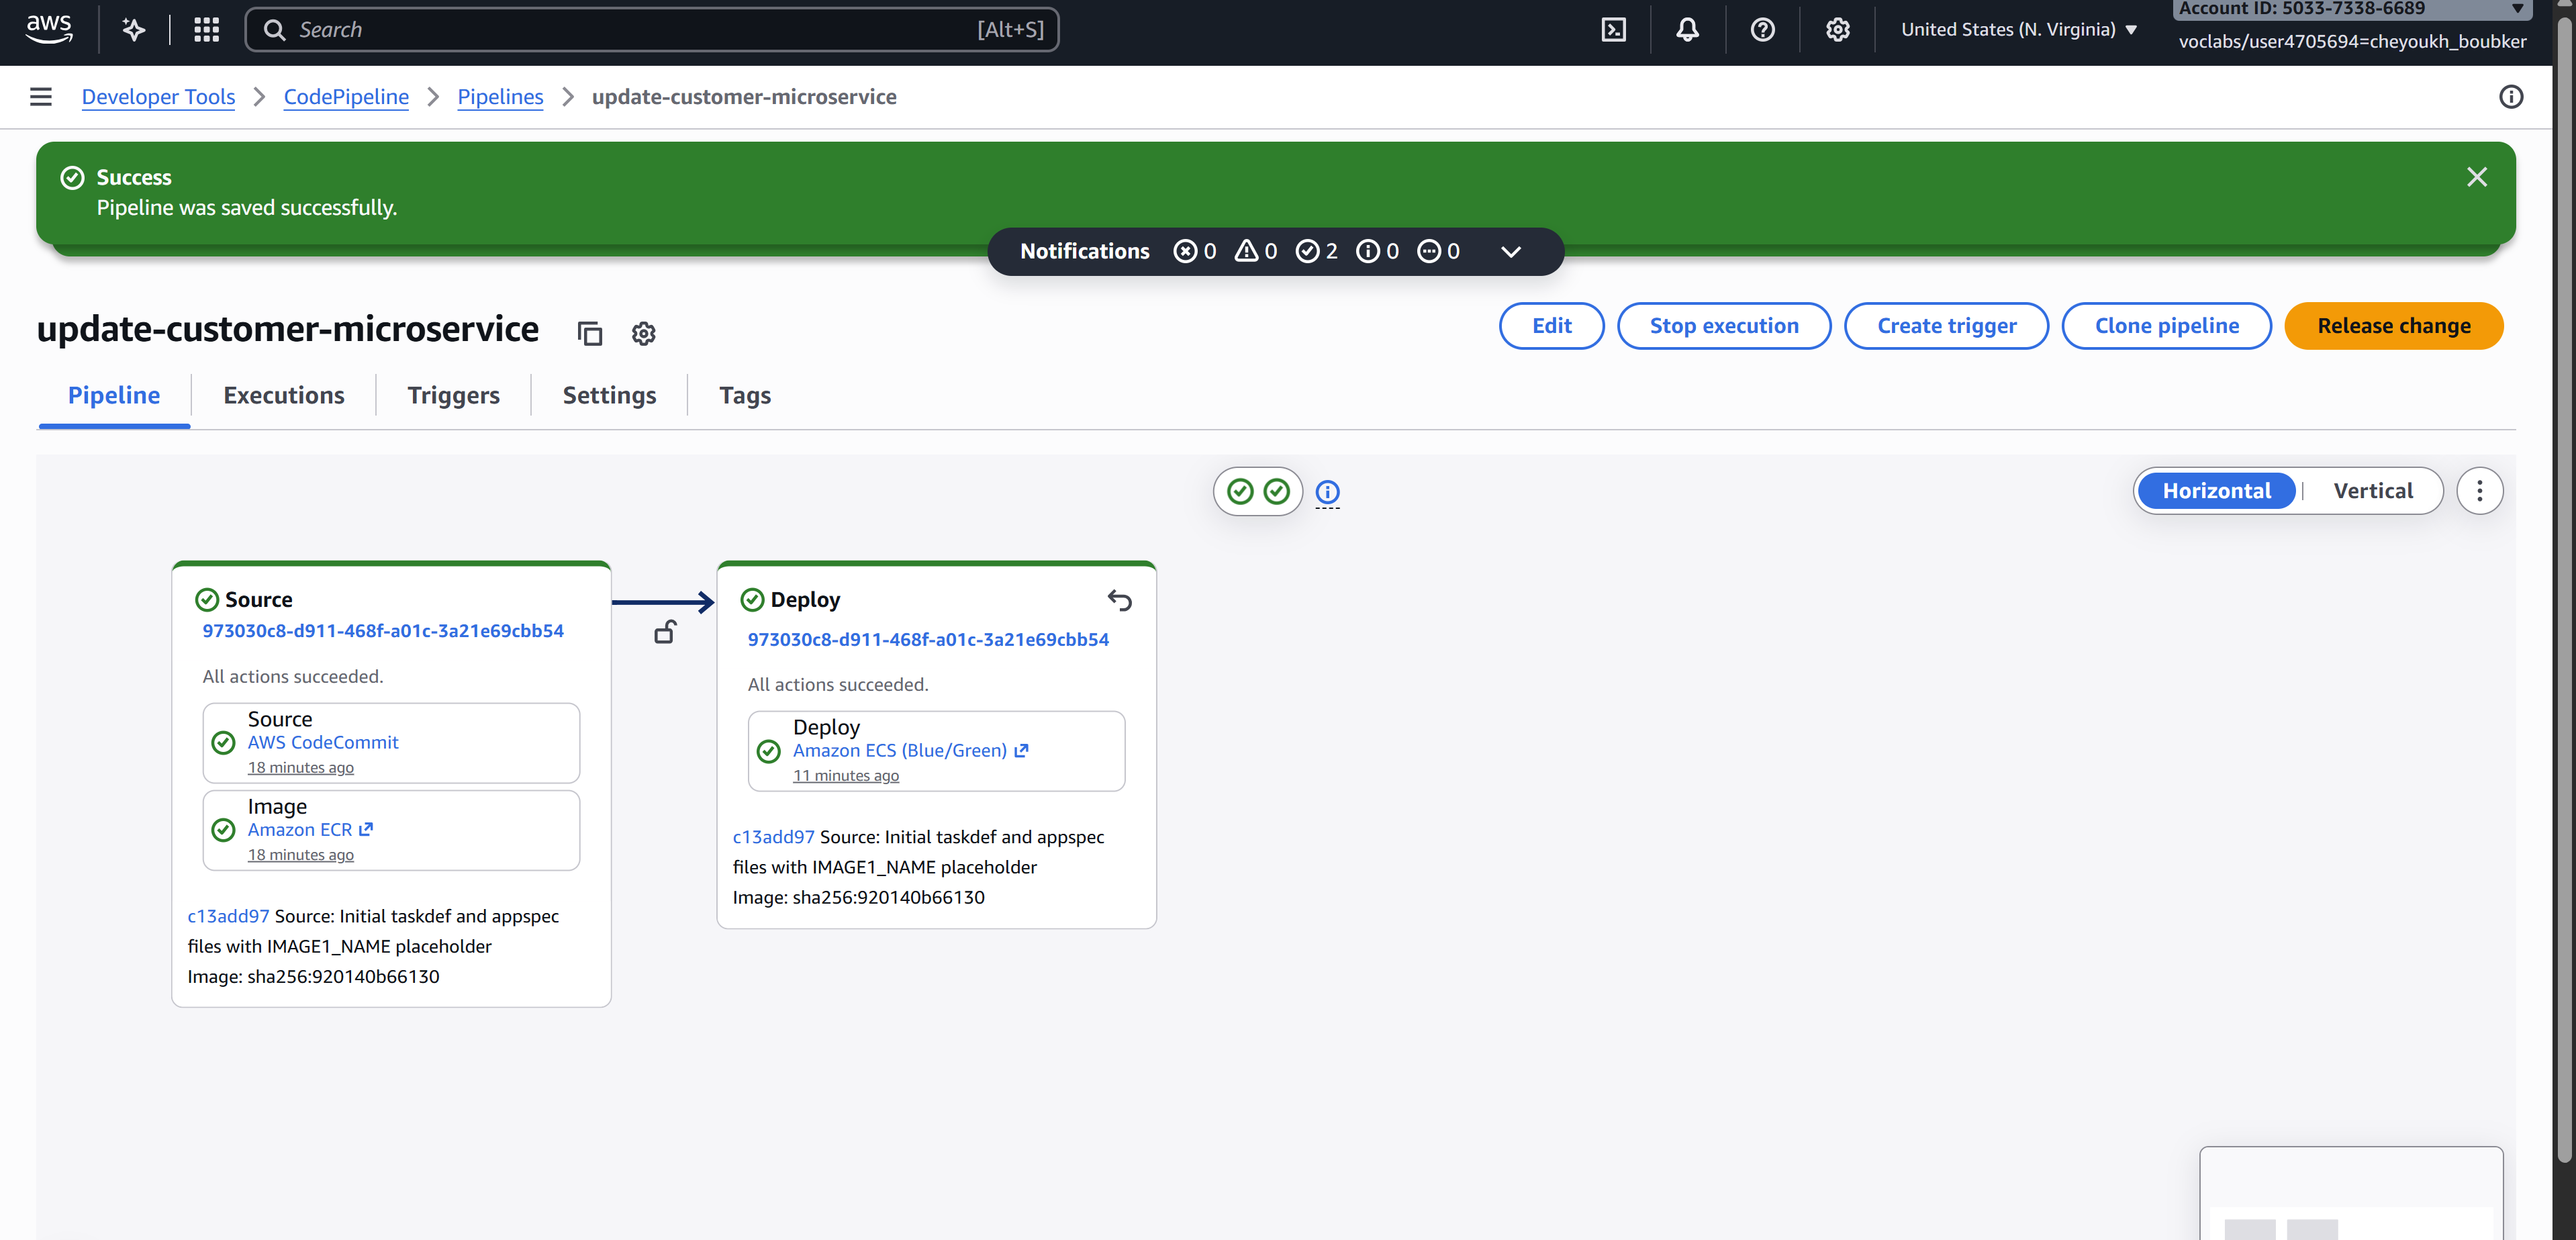 aws
Search
[Alt+S]
United States (N. Virginia)
Account ID: 5033-7338-6689
voclabs/user4705694=cheyoukh_boubker
Developer Tools
CodePipeline
Pipelines
update-customer-microservice
Success
Pipeline was saved successfully.
Notifications 0 0 2 0 0
update-customer-microservice
Edit
Stop execution
Create trigger
Clone pipeline
Release change
Pipeline
Executions
Triggers
Settings
Tags
Horizontal
Vertical
Source
973030c8-d911-468f-a01c-3a21e69cbb54
All actions succeeded.
Source
AWS CodeCommit
18 minutes ago
Image
Amazon ECR
18 minutes ago
c13add97 Source: Initial taskdef and appspec
files with IMAGE1_NAME placeholder
Image: sha256:920140b66130
Deploy
973030c8-d911-468f-a01c-3a21e69cbb54
All actions succeeded.
Deploy
Amazon ECS (Blue/Green)
11 minutes ago
c13add97 Source: Initial taskdef and appspec
files with IMAGE1_NAME placeholder
Image: sha256:920140b66130